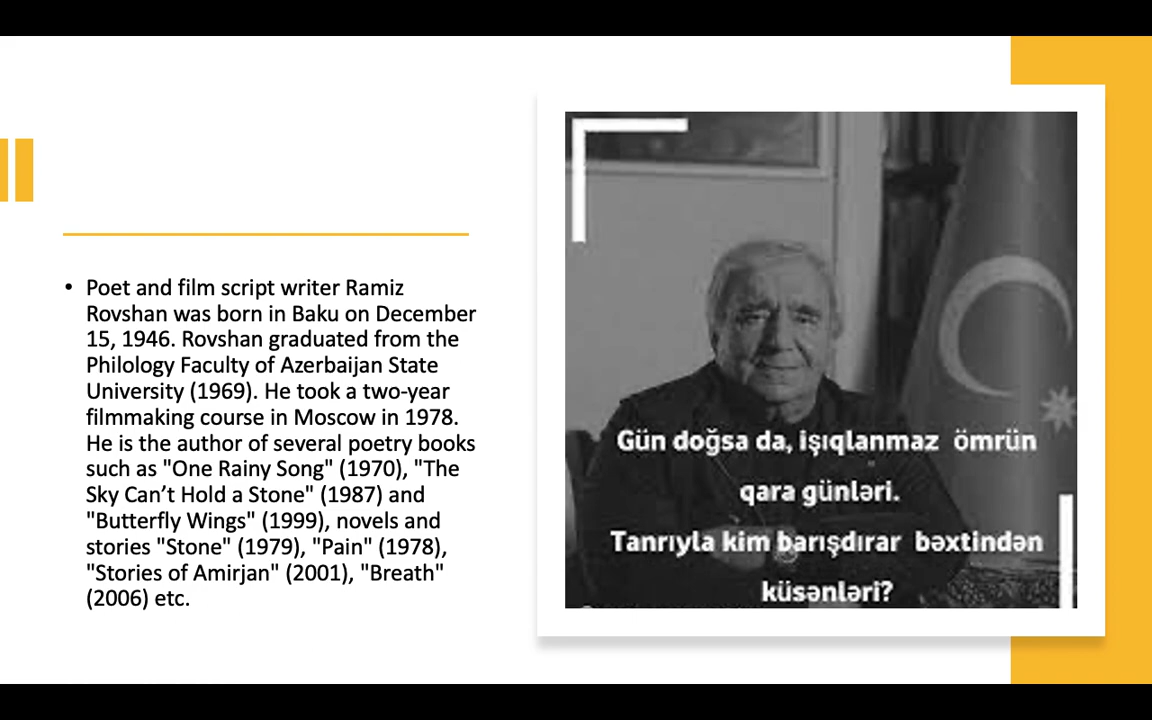 • Poet and film script writer Ramiz
Rovshan was born in Baku on December
15, 1946. Rovshan graduated from the
Philology Faculty of Azerbaijan State
University (1969). He took a two-year
filmmaking course in Moscow in 1978.
He is the author of several poetry books
such as "One Rainy Song" (1970), "The
Sky Can’t Hold a Stone" (1987) and
"Butterfly Wings" (1999), novels and
stories "Stone" (1979), "Pain" (1978),
"Stories of Amirjan" (2001), "Breath"
(2006) etc.
Gün doğsa da, işıqlanmaz ömrün
qara günləri.
Tanrıyla kim barışdırar bəxtindən
küsənləri?